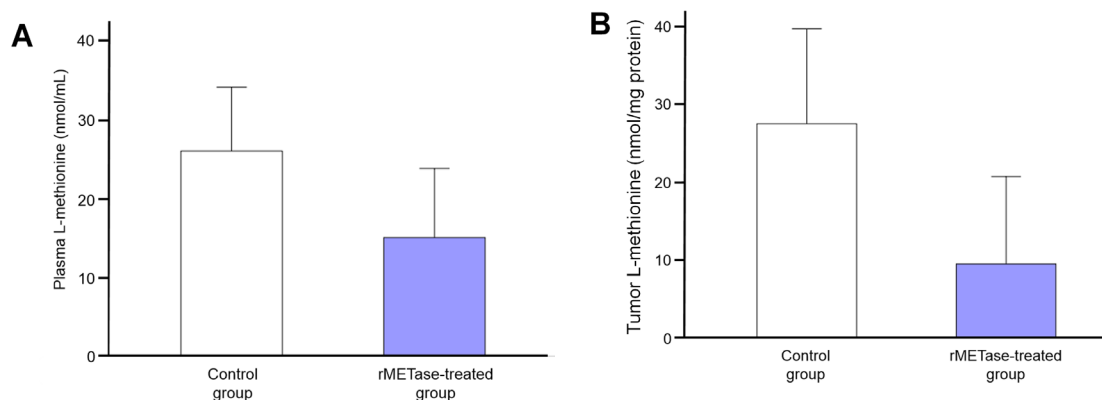 A
Plasma L-methionine (nmol/mL)
40
30
20
10
0
Control
group
rMETase-treated
group
B
Tumor L-methionine (nmol/mg protein)
40
30
20
10
0
Control
group
rMETase-treated
group